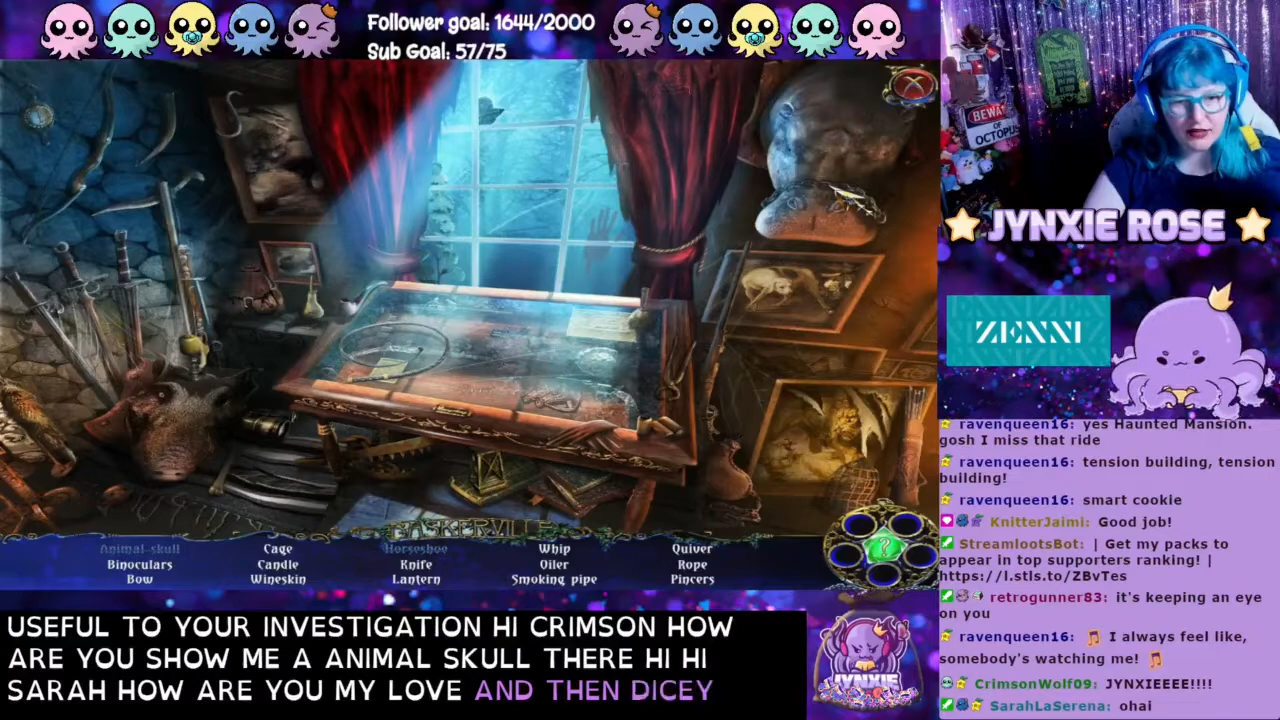 Follower goal: 1644/2000
Sub Goal: 57/75
BEWARE
OF
OCTOPUS
JYNXIE ROSE
ZENNI
ravenqueen16: yes Haunted Mansion.
gosh I miss that ride
ravenqueen16: tension building, tension
building!
ravenqueen16: smart cookie
KnitterJaimi: Good job!
StreamlootsBot: | Get my packs to
appear in top supporters ranking! |
https://l.stls.to/ZBvTes
retrogunner83: it's keeping an eye
on you
ravenqueen16: 🎵 I always feel like,
somebody's watching me! 🎵
CrimsonWolf09: JYNXIEEEE!!!!
SarahLaSerena: ohai
BASKERVILLE
Animal skull Cage Horseshoe Whip Quiver
Binoculars Candle Knife Oiler Rope
Bow Wineskin Lantern Smoking pipe Pincers
?
USEFUL TO YOUR INVESTIGATION HI CRIMSON HOW
ARE YOU SHOW ME A ANIMAL SKULL THERE HI HI
SARAH HOW ARE YOU MY LOVE AND THEN DICEY
JYNXIE